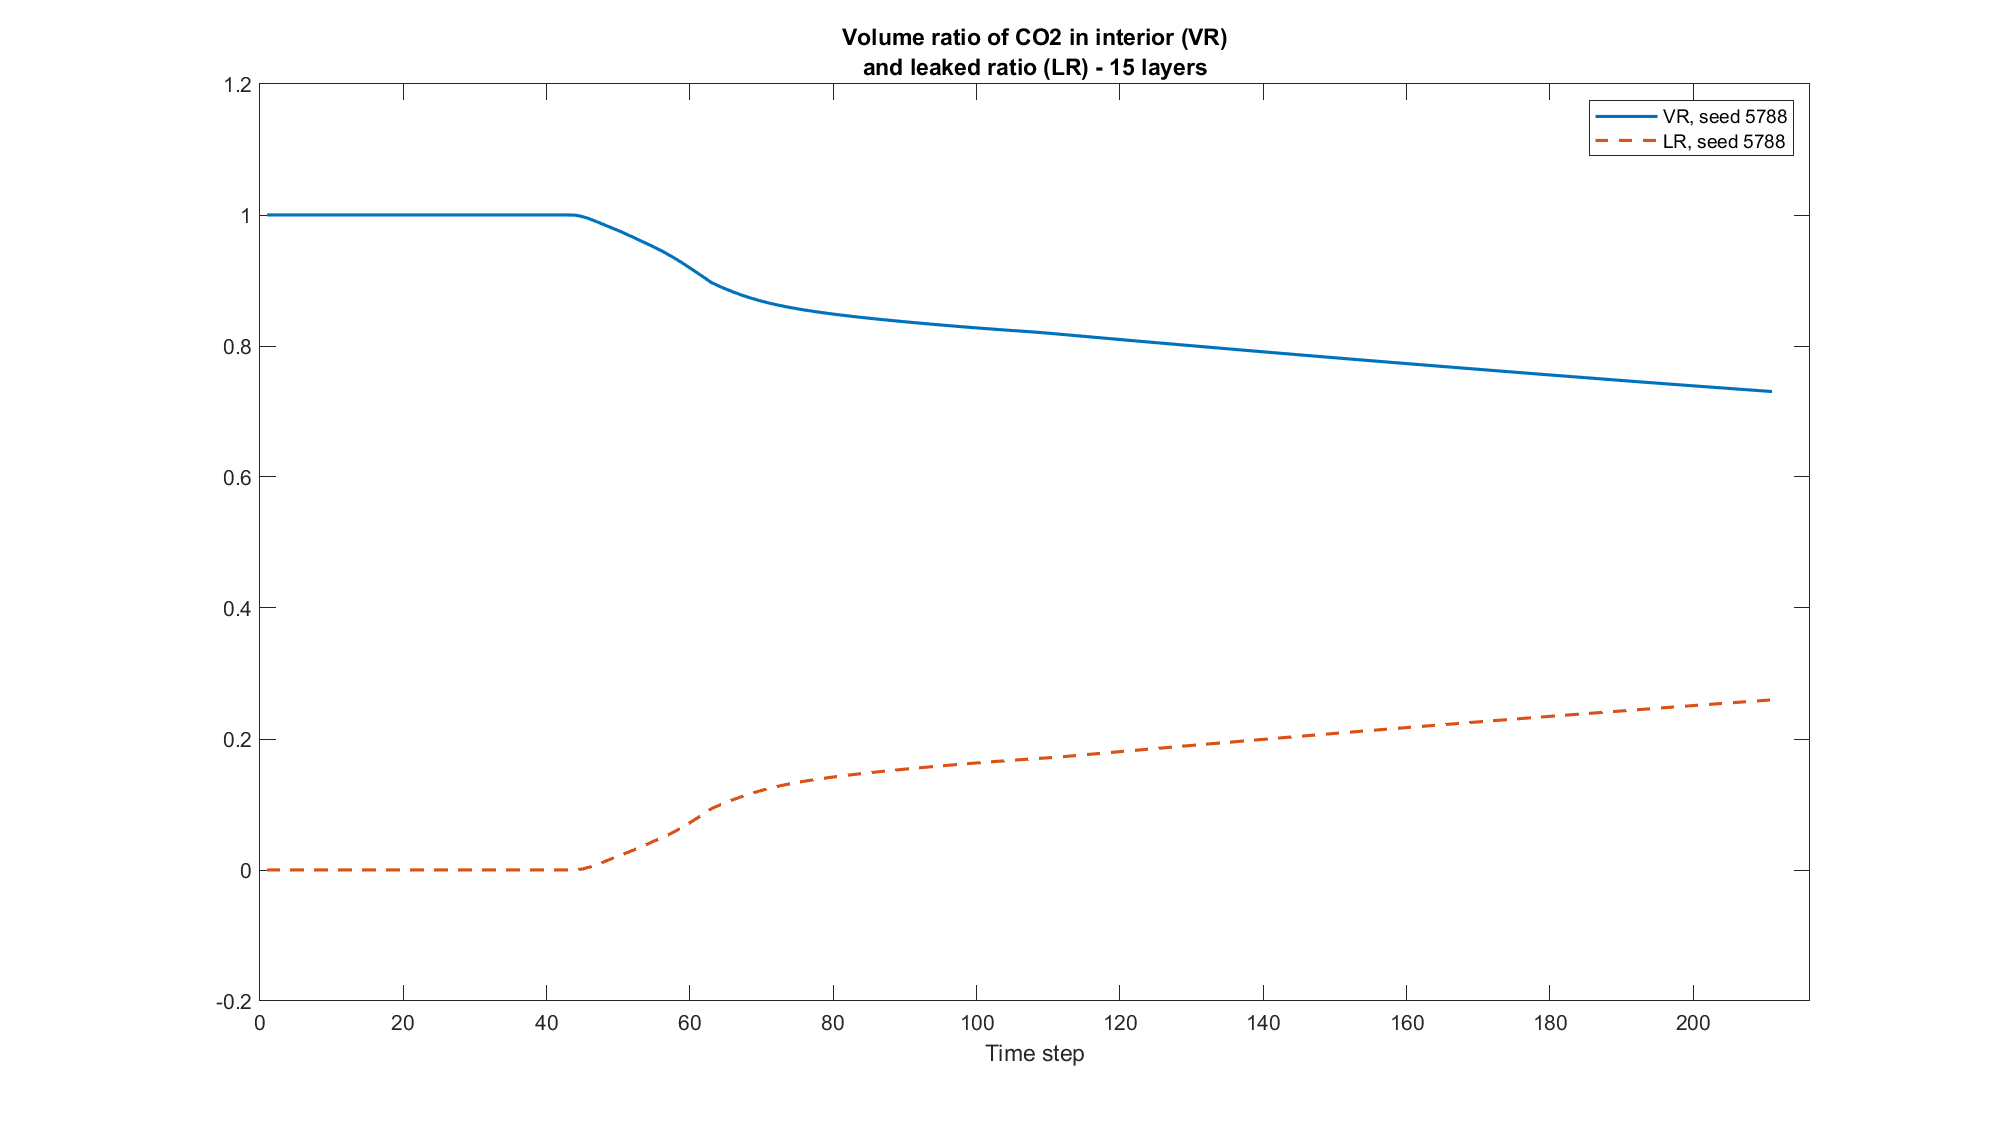 Volume ratio of CO2 in interior (VR)
and leaked ratio (LR) - 15 layers
VR, seed 5788
LR, seed 5788
1.2
1
0.8
0.6
0.4
0.2
0
-0.2
0 20 40 60 80 100 120 140 160 180 200
Time step